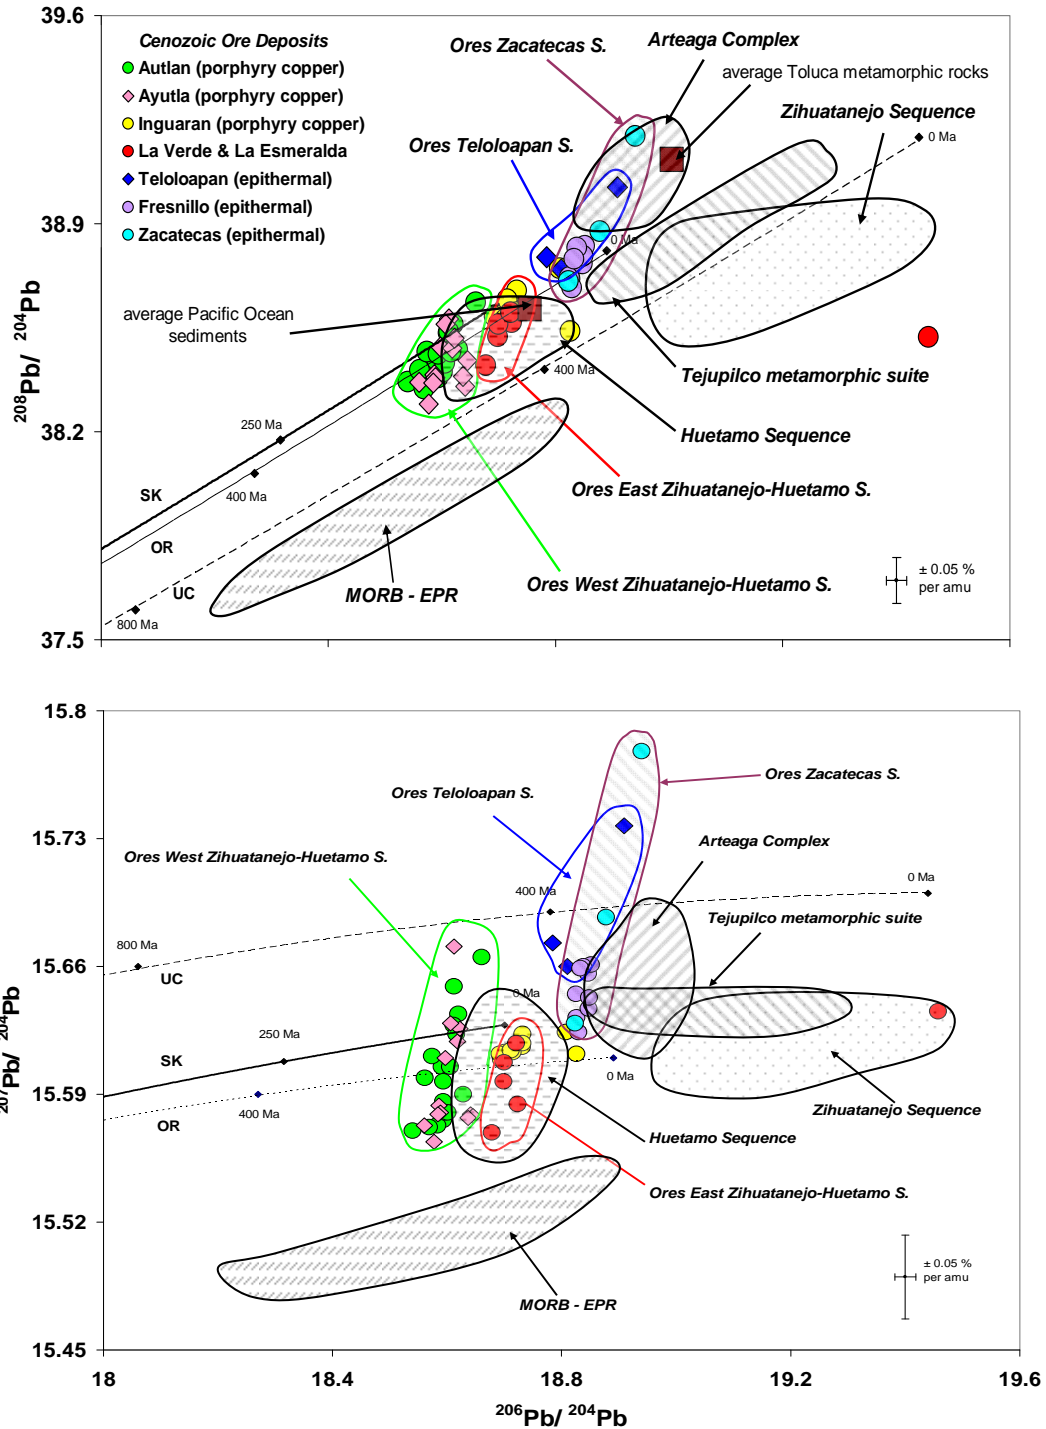 39.6
38.9
38.2
37.5
208Pb/ 204Pb
Cenozoic Ore Deposits
Autlan (porphyry copper)
Ayutla (porphyry copper)
Inguaran (porphyry copper)
La Verde & La Esmeralda
Teloloapan (epithermal)
Fresnillo (epithermal)
Zacatecas (epithermal)
Ores Zacatecas S.
Arteaga Complex
average Toluca metamorphic rocks
Zihuatanejo Sequence
0 Ma
Ores Teloloapan S.
0 Ma
average Pacific Ocean
sediments
400 Ma
Tejupilco metamorphic suite
250 Ma
Huetamo Sequence
SK
400 Ma
Ores East Zihuatanejo-Huetamo S.
OR
UC
MORB - EPR
Ores West Zihuatanejo-Huetamo S.
± 0.05 %
per amu
800 Ma
15.8
15.73
15.66
15.59
15.52
15.45
207Pb/ 204Pb
Ores Zacatecas S.
Ores Teloloapan S.
Arteaga Complex
Ores West Zihuatanejo-Huetamo S.
0 Ma
400 Ma
Tejupilco metamorphic suite
800 Ma
UC
0 Ma
250 Ma
SK
0 Ma
400 Ma
OR
Zihuatanejo Sequence
Huetamo Sequence
Ores East Zihuatanejo-Huetamo S.
± 0.05 %
per amu
MORB - EPR
18
18.4
18.8
19.2
19.6
206Pb/ 204Pb